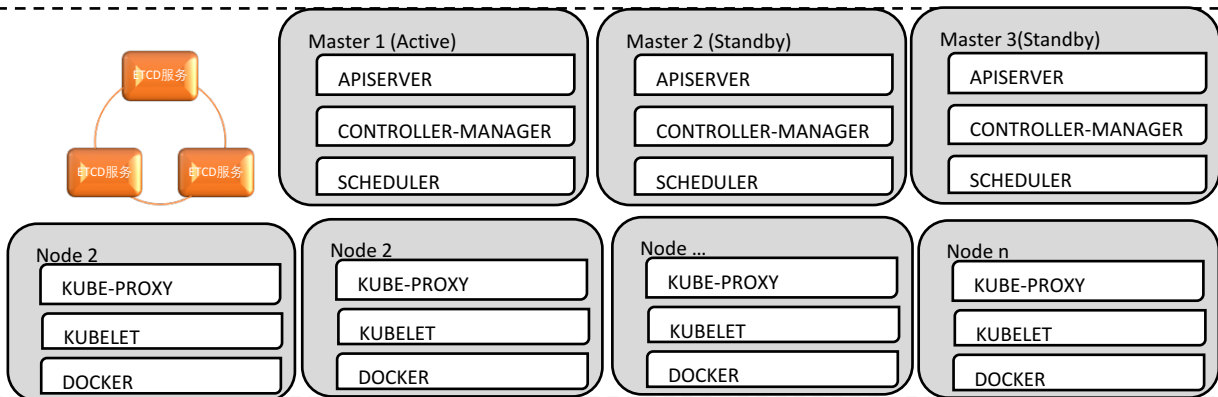 ETCD服务
ETCD服务
ETCD服务
Master 1 (Active)
APISERVER
CONTROLLER-MANAGER
SCHEDULER
Master 2 (Standby)
APISERVER
CONTROLLER-MANAGER
SCHEDULER
Master 3(Standby)
APISERVER
CONTROLLER-MANAGER
SCHEDULER
Node 2
KUBE-PROXY
KUBELET
DOCKER
Node 2
KUBE-PROXY
KUBELET
DOCKER
Node ...
KUBE-PROXY
KUBELET
DOCKER
Node n
KUBE-PROXY
KUBELET
DOCKER